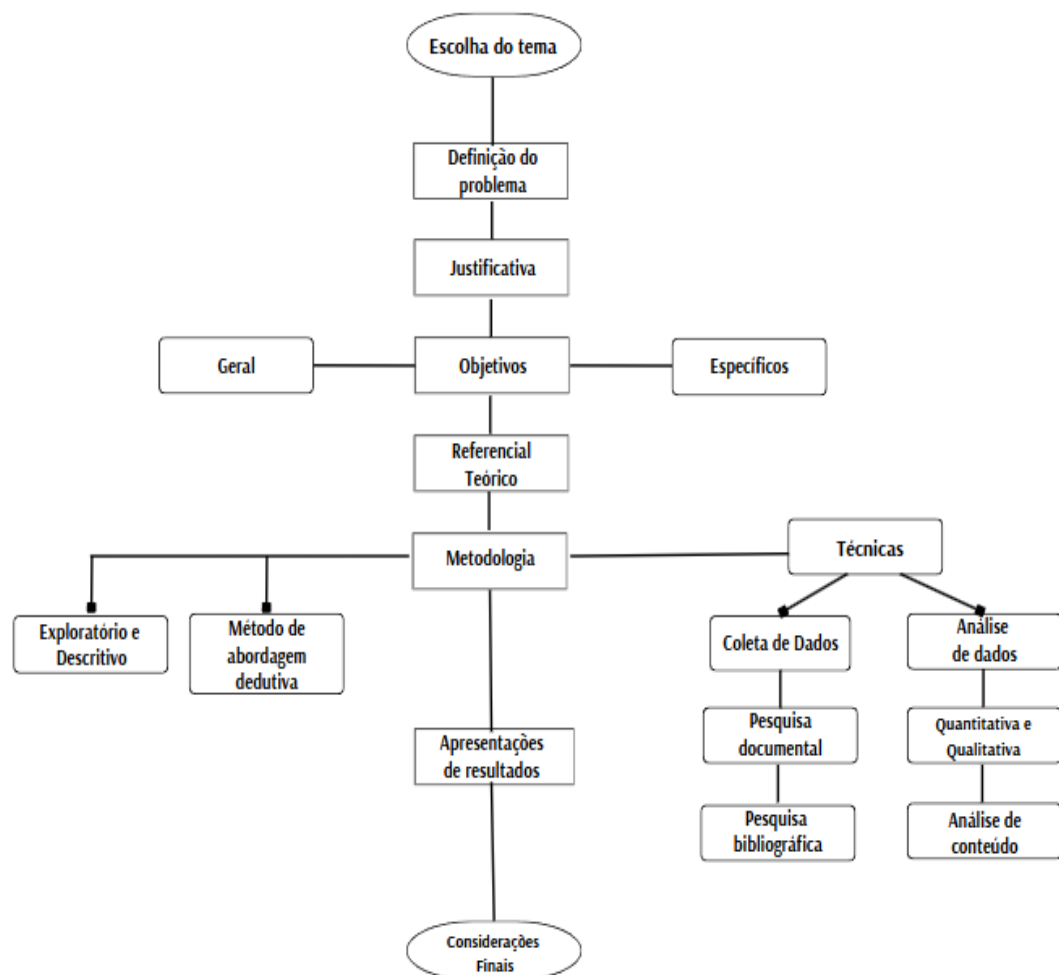 Escolha do tema
Definição do
problema
Justificativa
Geral
Objetivos
Específicos
Referencial
Teórico
Metodologia
Técnicas
Exploratório e
Descritivo
Método de
abordagem
dedutiva
Coleta de Dados
Análise
de dados
Pesquisa
documental
Quantitativa e
Qualitativa
Apresentações
de resultados
Pesquisa
bibliográfica
Análise de
conteúdo
Considerações
Finais